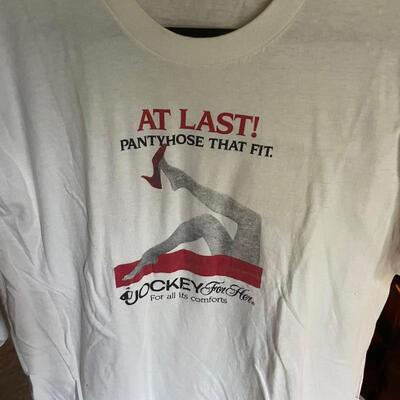 AT LAST!
PANTYHOSE THAT FIT.
JOCKEY For Her®
For all its comforts